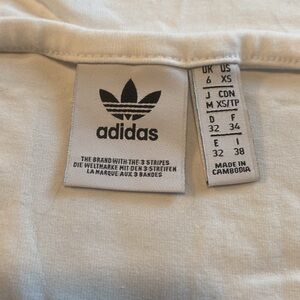 adidas
THE BRAND WITH THE 3 STRIPES
DIE WELTMARKE MIT DEN 3 STREIFEN
LA MARQUE AUX 3 BANDES
UK US
6 XS
J CDN
M XS/TP
D F
32 34
E I
32 38
MADE IN
CAMBODIA